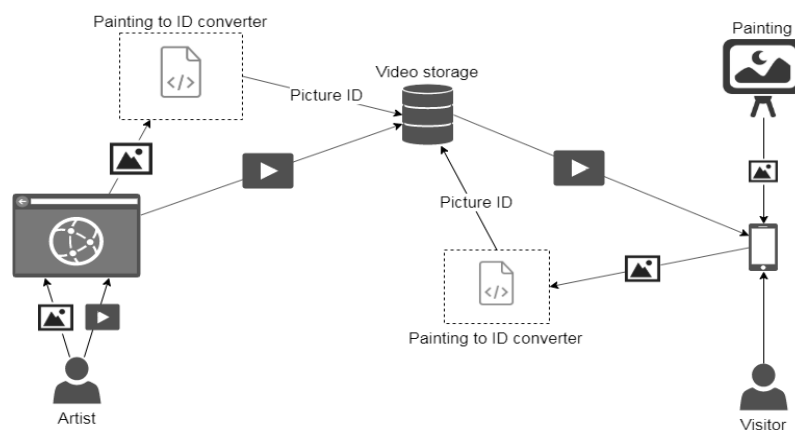 Painting to ID converter
Painting
Video storage
Picture ID
Picture ID
Painting to ID converter
Artist
Visitor